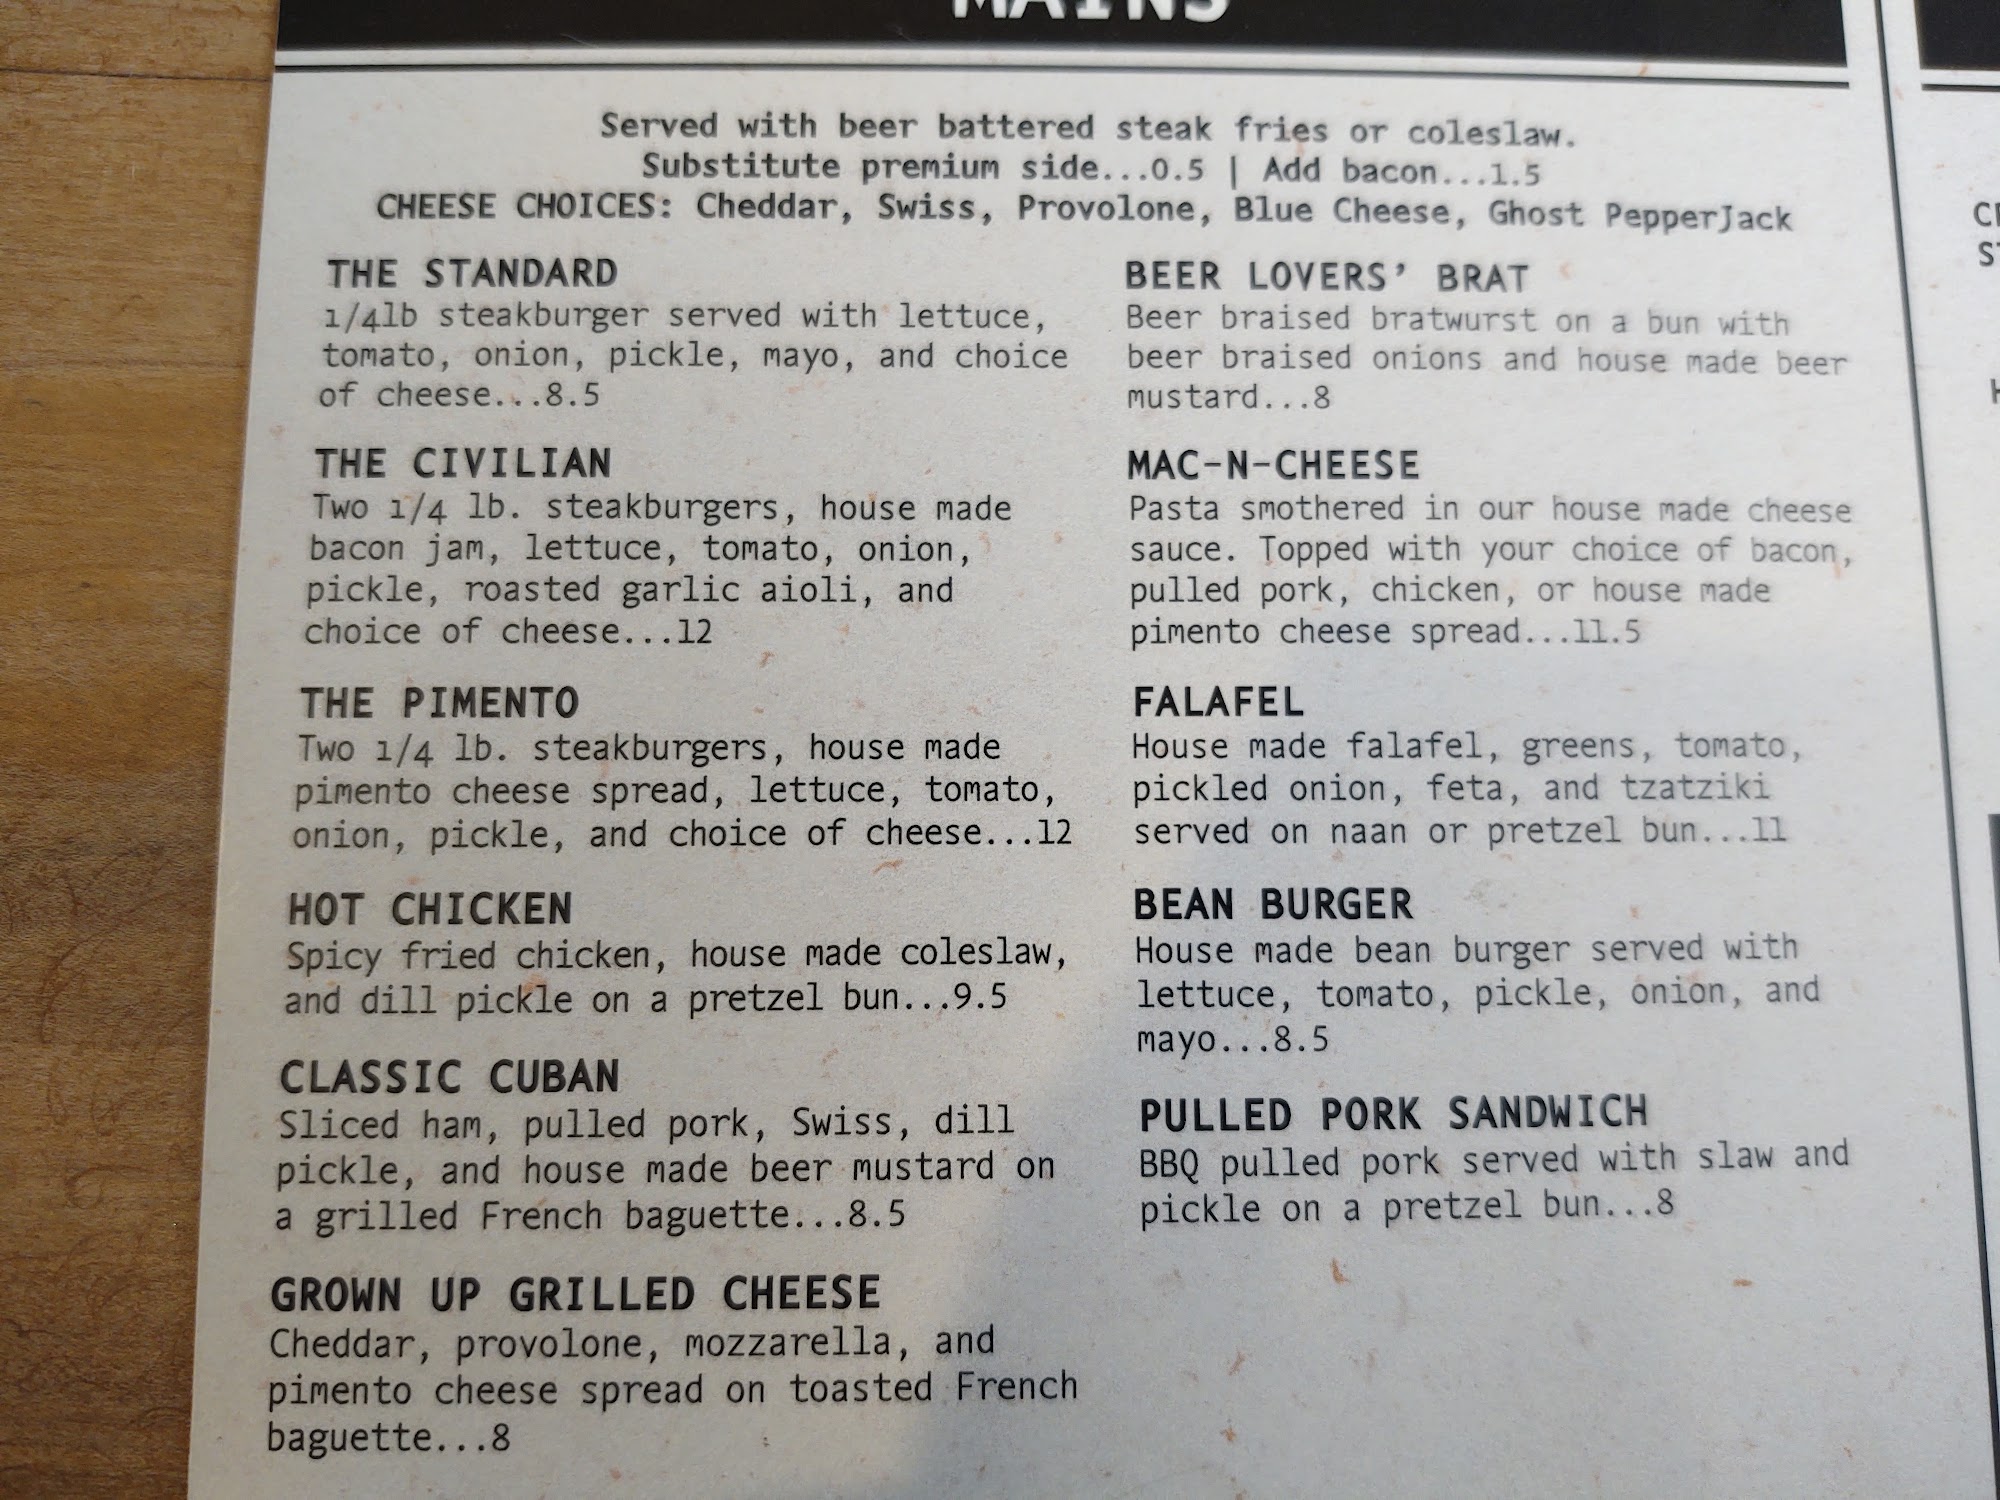 MAINS
Served with beer battered steak fries or coleslaw.
Substitute premium side...0.5 | Add bacon...1.5
CHEESE CHOICES: Cheddar, Swiss, Provolone, Blue Cheese, Ghost PepperJack
THE STANDARD
1/4lb steakburger served with lettuce,
tomato, onion, pickle, mayo, and choice
of cheese...8.5
THE CIVILIAN
Two 1/4 lb. steakburgers, house made
bacon jam, lettuce, tomato, onion,
pickle, roasted garlic aioli, and
choice of cheese...12
THE PIMENTO
Two 1/4 lb. steakburgers, house made
pimento cheese spread, lettuce, tomato,
onion, pickle, and choice of cheese...12
HOT CHICKEN
Spicy fried chicken, house made coleslaw,
and dill pickle on a pretzel bun...9.5
CLASSIC CUBAN
Sliced ham, pulled pork, Swiss, dill
pickle, and house made beer mustard on
a grilled French baguette...8.5
GROWN UP GRILLED CHEESE
Cheddar, provolone, mozzarella, and
pimento cheese spread on toasted French
baguette...8
BEER LOVERS' BRAT
Beer braised bratwurst on a bun with
beer braised onions and house made beer
mustard...8
MAC-N-CHEESE
Pasta smothered in our house made cheese
sauce. Topped with your choice of bacon,
pulled pork, chicken, or house made
pimento cheese spread...11.5
FALAFEL
House made falafel, greens, tomato,
pickled onion, feta, and tzatziki
served on naan or pretzel bun...11
BEAN BURGER
House made bean burger served with
lettuce, tomato, pickle, onion, and
mayo...8.5
PULLED PORK SANDWICH
BBQ pulled pork served with slaw and
pickle on a pretzel bun...8